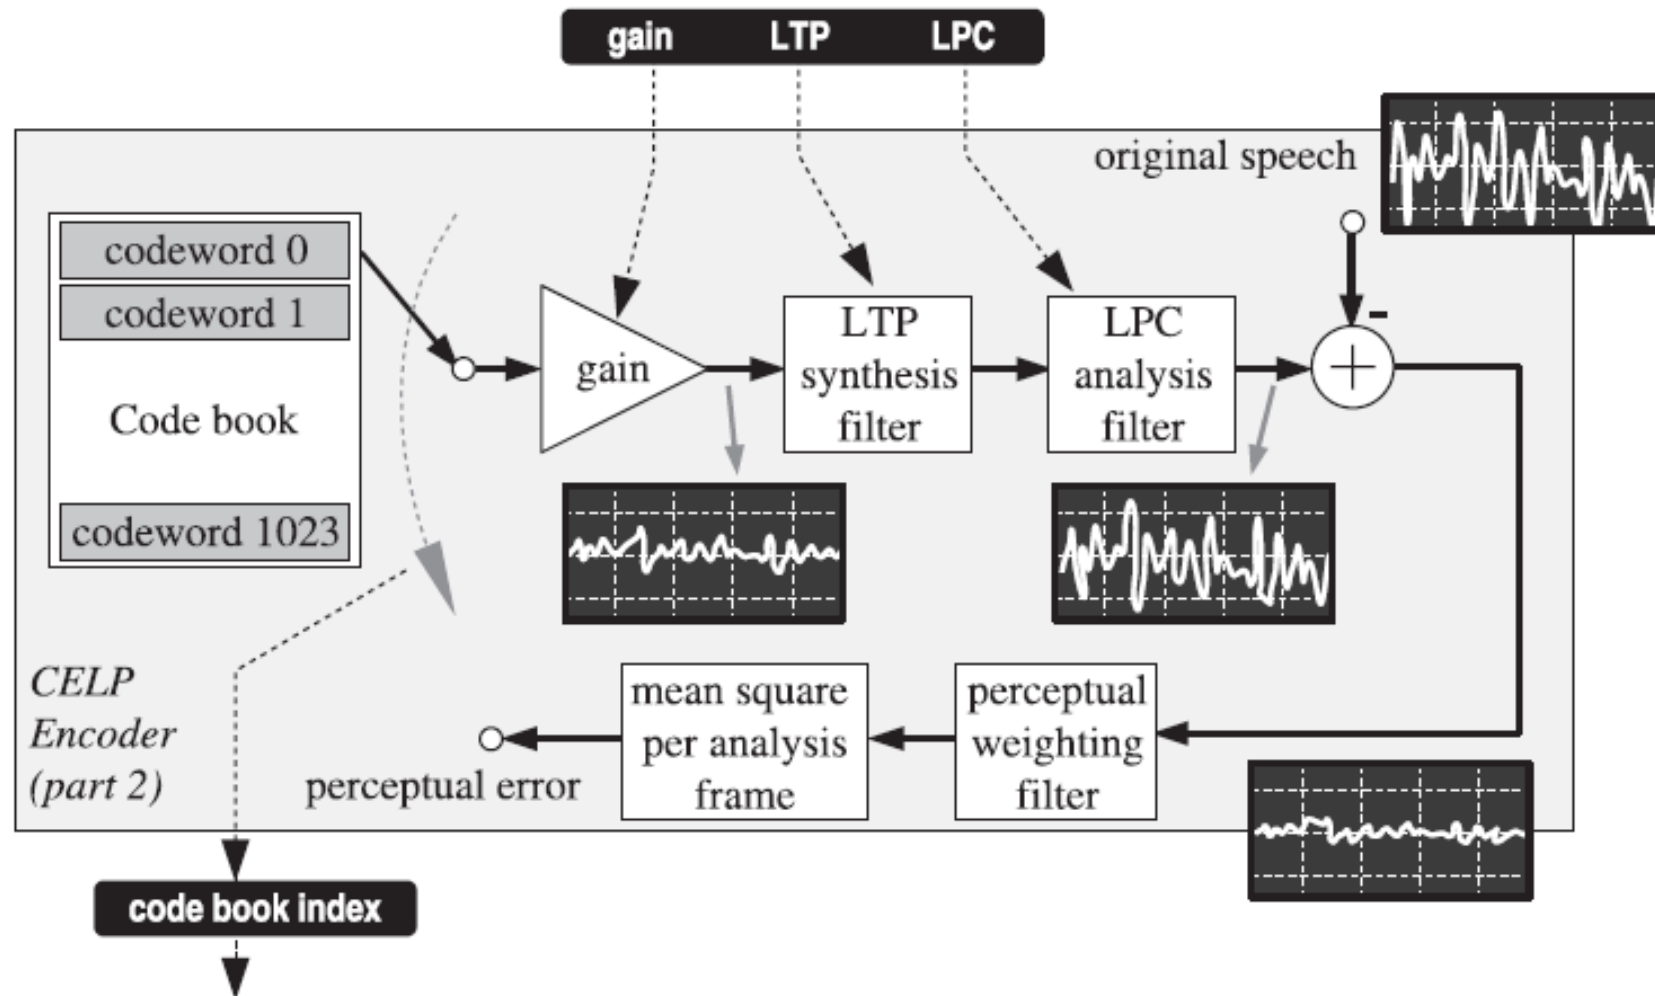 gain LTP LPC
original speech
codeword 0
codeword 1
Code book
codeword 1023
gain
LTP
synthesis
filter
LPC
analysis
filter
-
+
CELP
Encoder
(part 2)
perceptual error
mean square
per analysis
frame
perceptual
weighting
filter
code book index